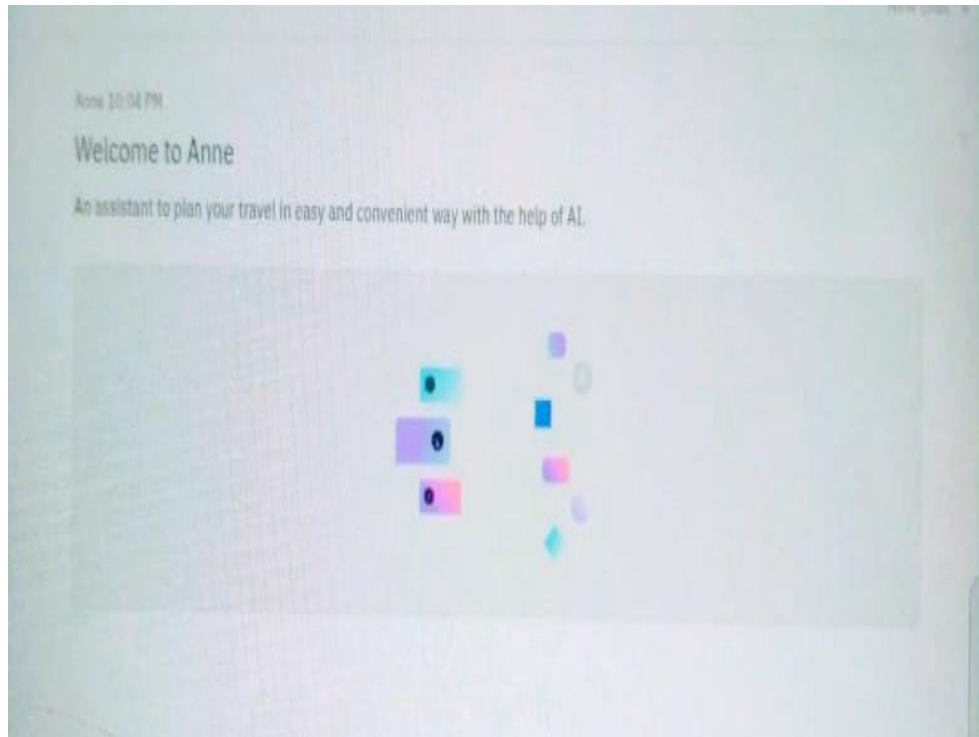 Anne 10:04 PM
Welcome to Anne
An assistant to plan your travel in easy and convenient way with the help of AI.